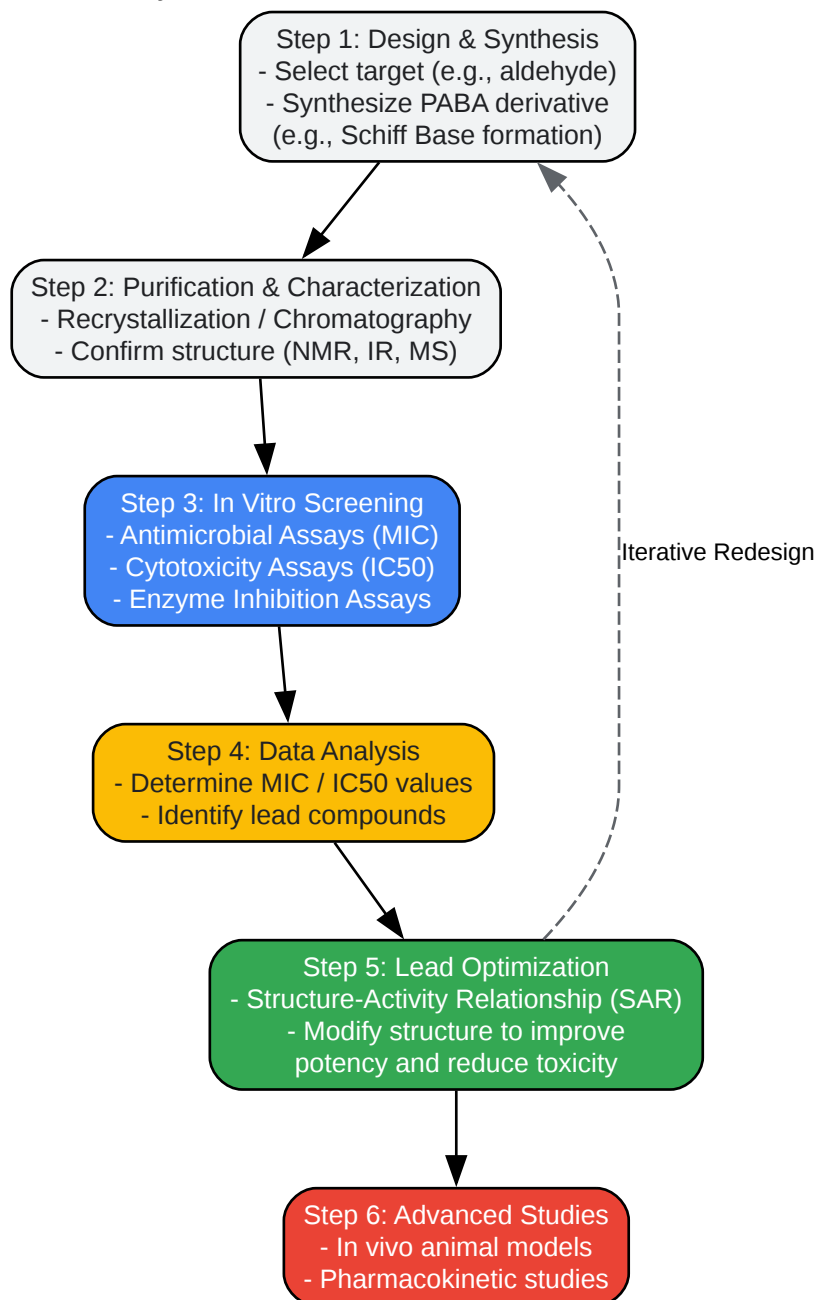 Step 1: Design & Synthesis
- Select target (e.g., aldehyde)
- Synthesize PABA derivative
(e.g., Schiff Base formation)
Step 2: Purification & Characterization
- Recrystallization / Chromatography
- Confirm structure (NMR, IR, MS)
Step 3: In Vitro Screening
- Antimicrobial Assays (MIC)
- Cytotoxicity Assays (IC50)
- Enzyme Inhibition Assays
Iterative Redesign
Step 4: Data Analysis
- Determine MIC / IC50 values
- Identify lead compounds
Step 5: Lead Optimization
- Structure-Activity Relationship (SAR)
- Modify structure to improve
potency and reduce toxicity
Step 6: Advanced Studies
- In vivo animal models
- Pharmacokinetic studies